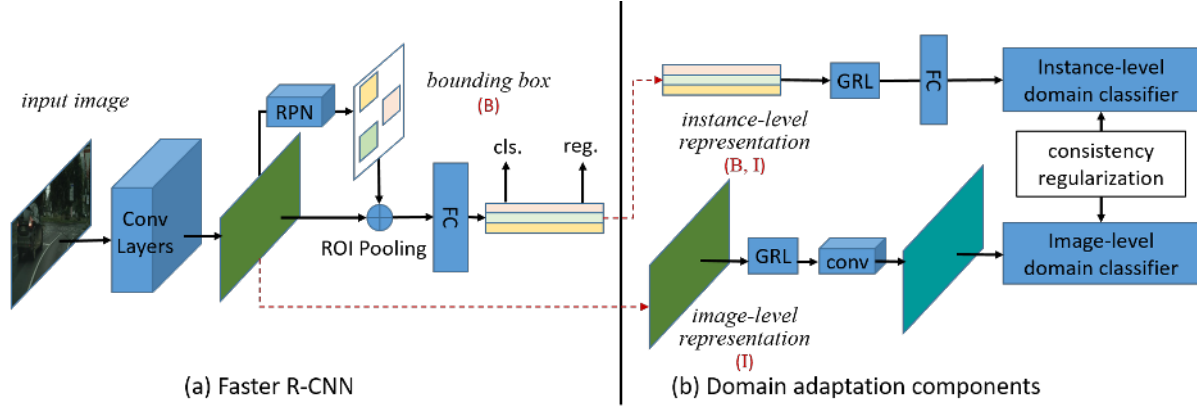 input image
Conv
Layers
RPN
bounding box
(B)
cls.
reg.
ROI Pooling
FC
(a) Faster R-CNN
instance-level
representation
(B, I)
GRL
FC
Instance-level
domain classifier
consistency
regularization
image-level
representation
(I)
GRL
conv
Image-level
domain classifier
(b) Domain adaptation components